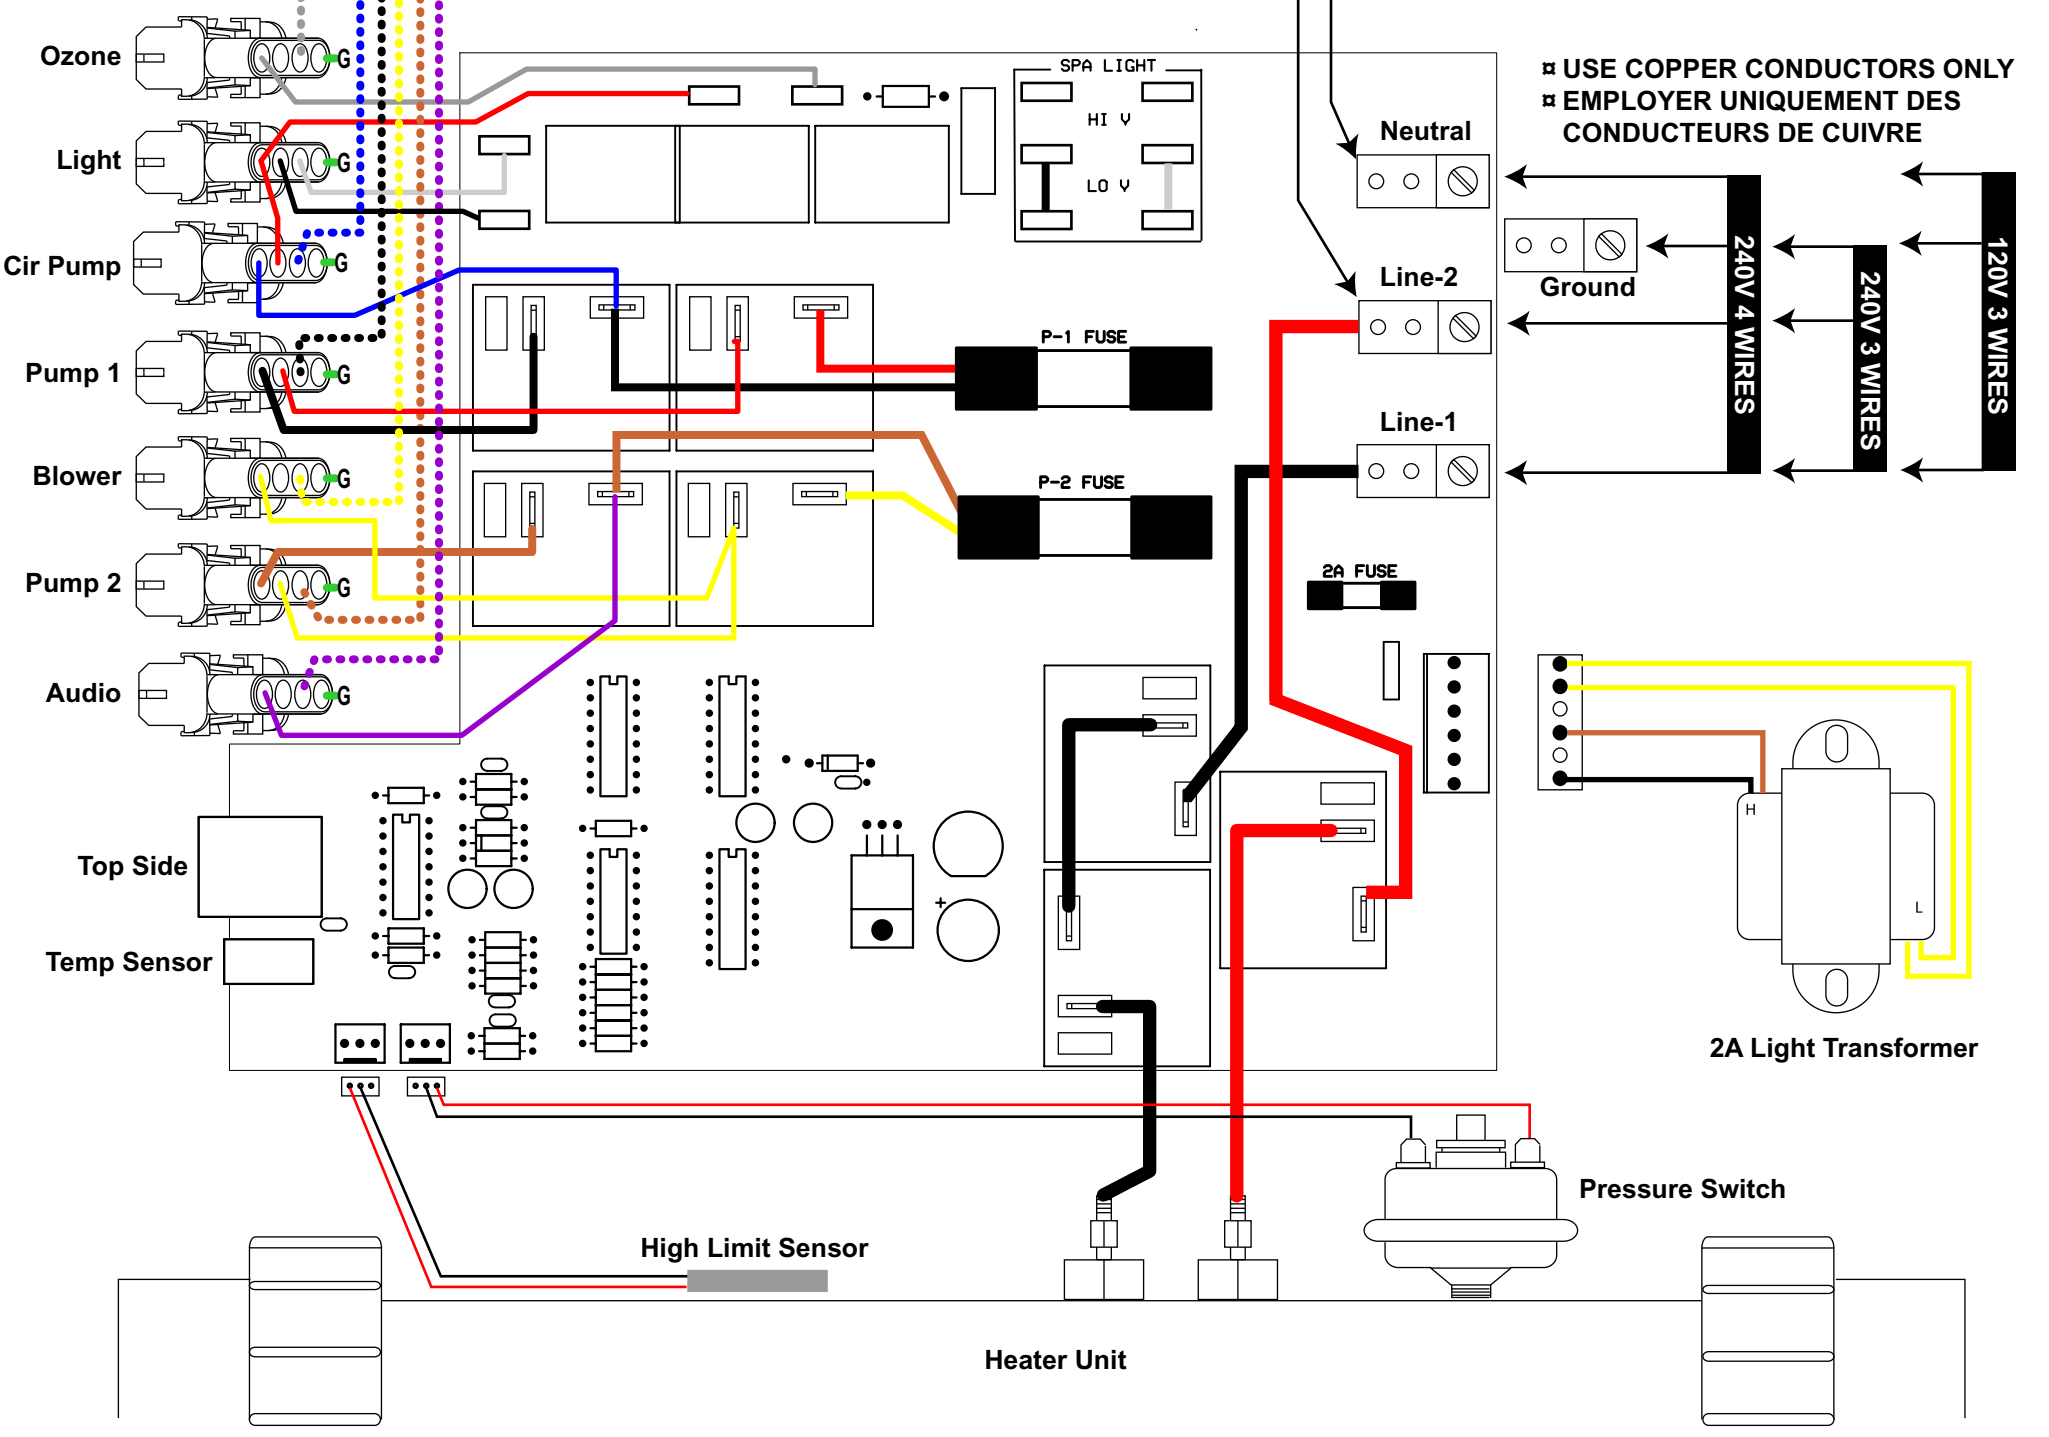 Ozone
G
SPA LIGHT
HI V
LO V
¤ USE COPPER CONDUCTORS ONLY
¤ EMPLOYER UNIQUEMENT DES
CONDUCTEURS DE CUIVRE
Light
G
Neutral
Cir Pump
G
Line-2
Ground
240V 4 WIRES
240V 3 WIRES
120V 3 WIRES
Pump 1
G
P-1 FUSE
Line-1
Blower
G
P-2 FUSE
Pump 2
G
2A FUSE
Audio
G
H
L
Top Side
+
Temp Sensor
2A Light Transformer
Pressure Switch
High Limit Sensor
Heater Unit